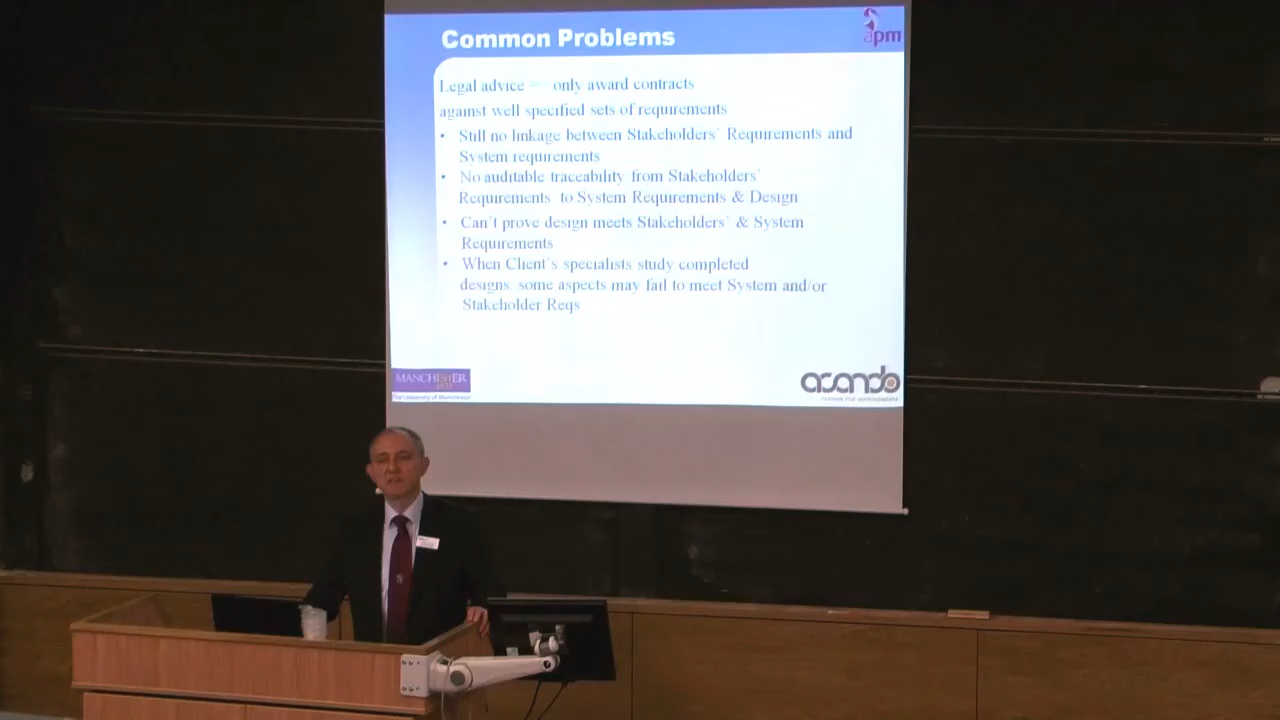 Common Problems
apm
Legal advice – only award contracts
against well specified sets of requirements
• Still no linkage between Stakeholders' Requirements and
System requirements
• No auditable traceability from Stakeholders'
Requirements to System Requirements & Design
• Can't prove design meets Stakeholders' & System
Requirements
• When Client's specialists study completed
designs, some aspects may fail to meet System and/or
Stakeholder Reqs
MANCHESTER
1824
The University of Manchester
asando